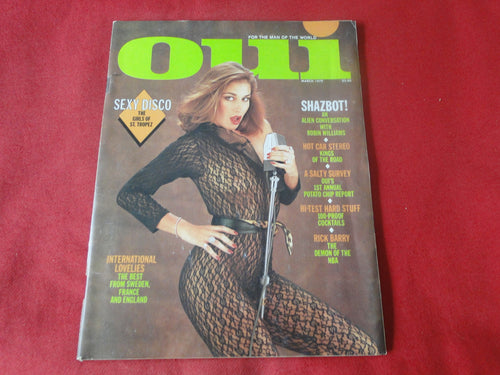 FOR THE MAN OF THE WORLD
Oui
MARCH 1979
SEXY DISCO
THE
GIRLS OF
ST. TROPEZ
SHAZBOT!
AN
ALIEN CONVERSATION
WITH
ROBIN WILLIAMS
HOT CAR STEREO
KINGS
OF THE ROAD
A SALTY SURVEY
OUI'S
1ST ANNUAL
POTATO CHIP REPORT
HI-TEST HARD STUFF
100-PROOF
COCKTAILS
RICK BARRY
THE
DEMON OF THE
NBA
INTERNATIONAL
LOVELIES
THE BEST
FROM SWEDEN,
FRANCE
AND ENGLAND